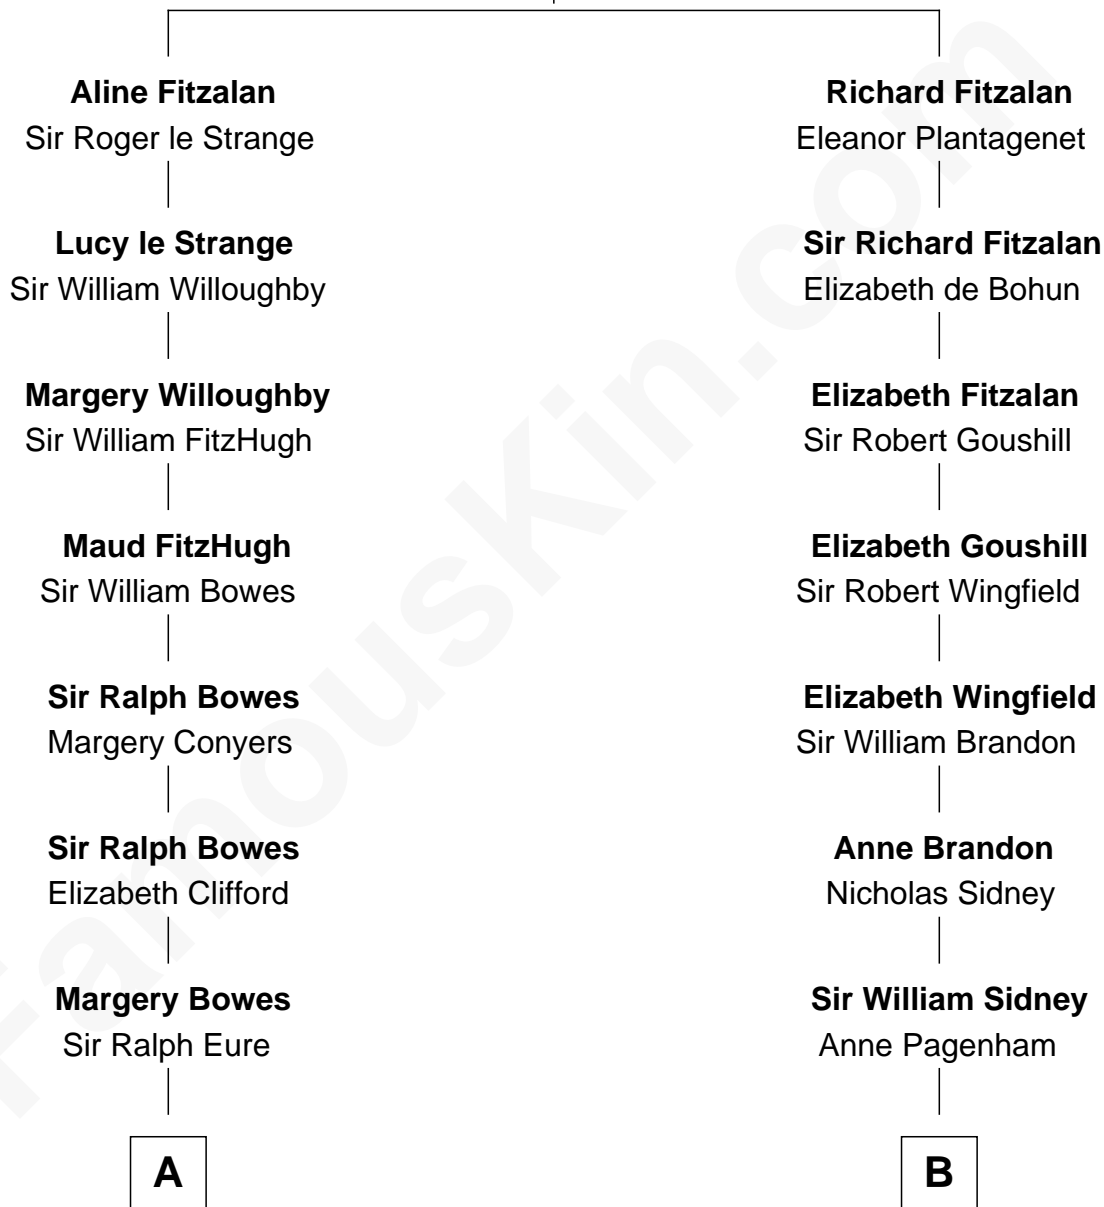 Aline Fitzalan
Sir Roger le Strange
Richard Fitzalan
Eleanor Plantagenet
Lucy le Strange
Sir William Willoughby
Sir Richard Fitzalan
Elizabeth de Bohun
Margery Willoughby
Sir William FitzHugh
Elizabeth Fitzalan
Sir Robert Goushill
Maud FitzHugh
Sir William Bowes
Elizabeth Goushill
Sir Robert Wingfield
Sir Ralph Bowes
Margery Conyers
Elizabeth Wingfield
Sir William Brandon
Sir Ralph Bowes
Elizabeth Clifford
Anne Brandon
Nicholas Sidney
Margery Bowes
Sir Ralph Eure
Sir William Sidney
Anne Pagenham
A
B
FamousKin.com